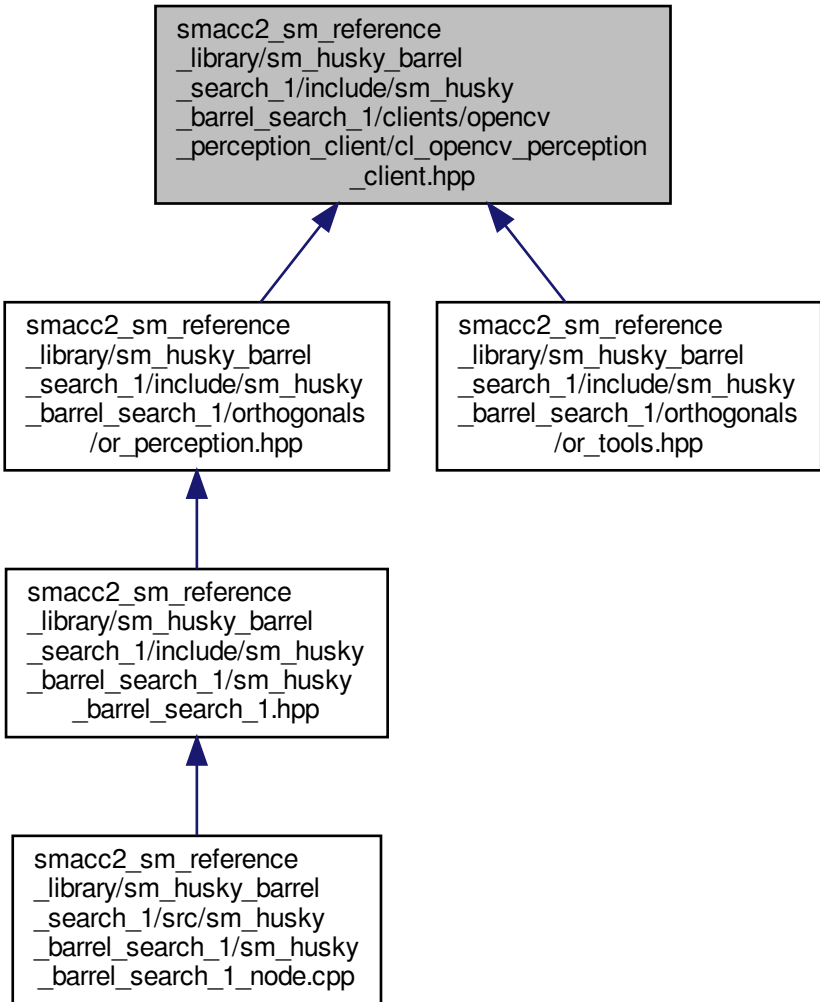 smacc2_sm_reference
_library/sm_husky_barrel
_search_1/include/sm_husky
_barrel_search_1/clients/opencv
_perception_client/cl_opencv_perception
_client.hpp
smacc2_sm_reference
_library/sm_husky_barrel
_search_1/include/sm_husky
_barrel_search_1/orthogonals
/or_perception.hpp
smacc2_sm_reference
_library/sm_husky_barrel
_search_1/include/sm_husky
_barrel_search_1/orthogonals
/or_tools.hpp
smacc2_sm_reference
_library/sm_husky_barrel
_search_1/include/sm_husky
_barrel_search_1/sm_husky
_barrel_search_1.hpp
smacc2_sm_reference
_library/sm_husky_barrel
_search_1/src/sm_husky
_barrel_search_1/sm_husky
_barrel_search_1_node.cpp